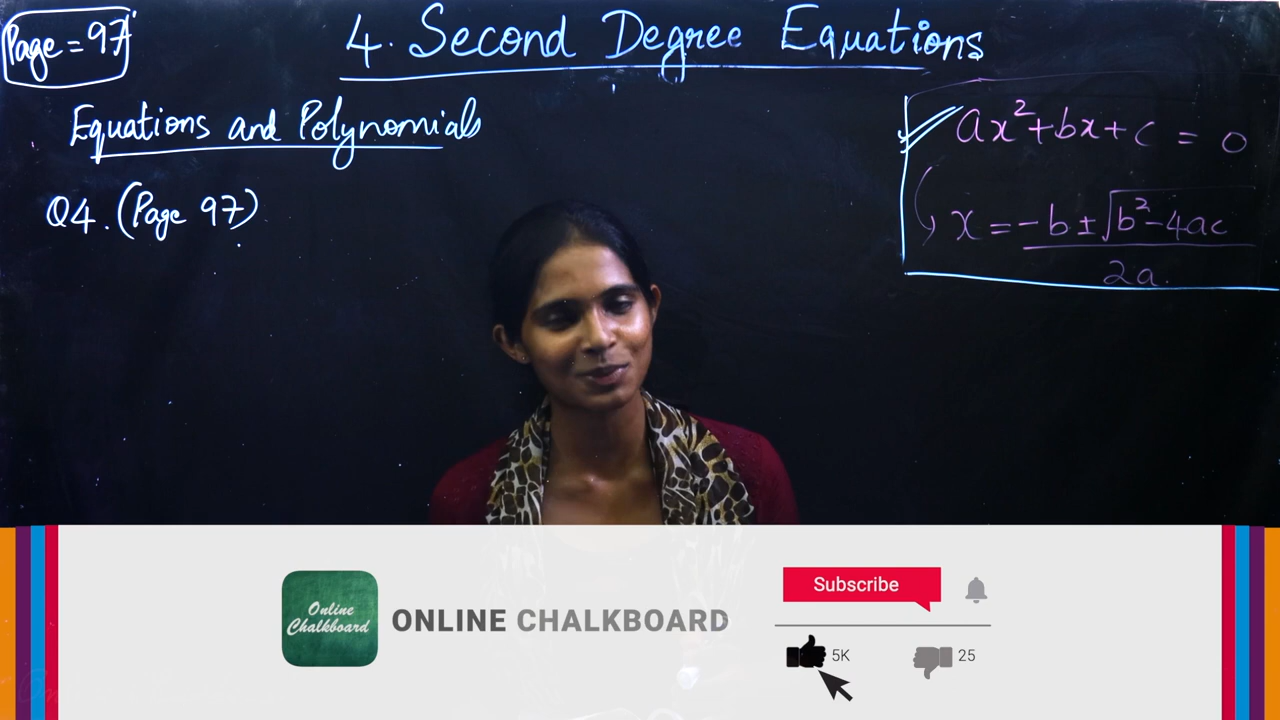 Page = 97
4. Second Degree Equations
Equations and Polynomials
Q4. (Page 97)
ax²+bx+c = 0
x = -b ± √b²-4ac
2a.
Online
Chalkboard
ONLINE CHALKBOARD
Subscribe
5K
25